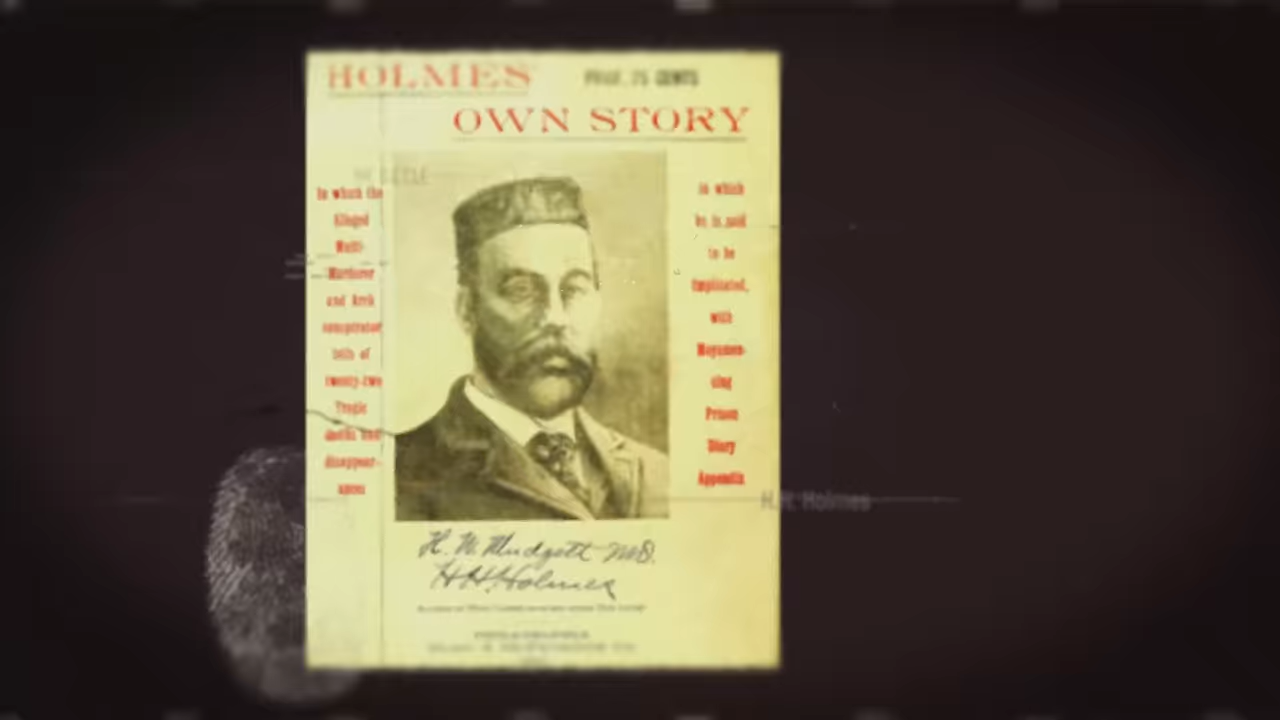 HOLMES
PRICE, 25 CENTS
OWN STORY
In which the
Alleged
Multi-
Murderer
and Arch
conspirator
tells of
twenty-two
Tragic
deaths and
disappear-
ances
in which
he is said
to be
implicated,
with
Moyamen-
sing
Prison
Diary
Appendix
H.H. Holmes
H. W. Mudgett M.D.
H.H. Holmes
PHILADELPHIA